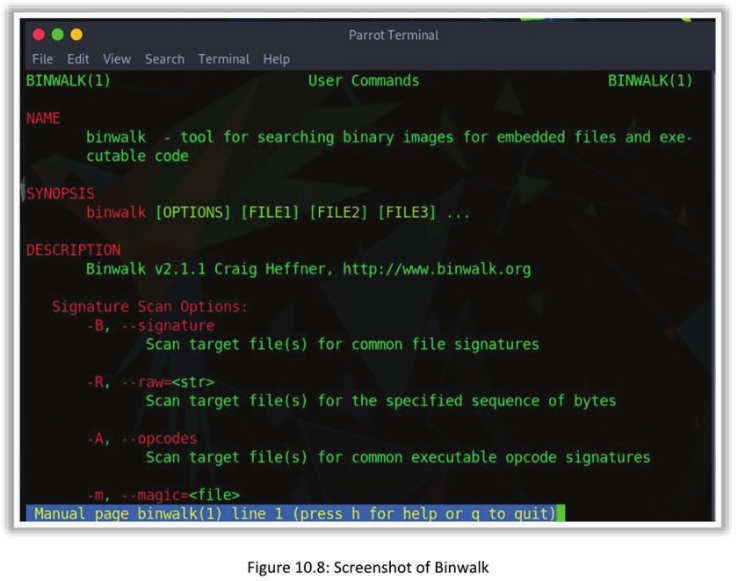 Parrot Terminal
File Edit View Search Terminal Help
BINWALK(1) User Commands BINWALK(1)
NAME
binwalk - tool for searching binary images for embedded files and exe-
cutable code
SYNOPSIS
binwalk [OPTIONS] [FILE1] [FILE2] [FILE3] ...
DESCRIPTION
Binwalk v2.1.1 Craig Heffner, http://www.binwalk.org
Signature Scan Options:
-B, --signature
Scan target file(s) for common file signatures
-R, --raw=<str>
Scan target file(s) for the specified sequence of bytes
-A, --opcodes
Scan target file(s) for common executable opcode signatures
-m, --magic=<file>
Manual page binwalk(1) line 1 (press h for help or q to quit)
Figure 10.8: Screenshot of Binwalk